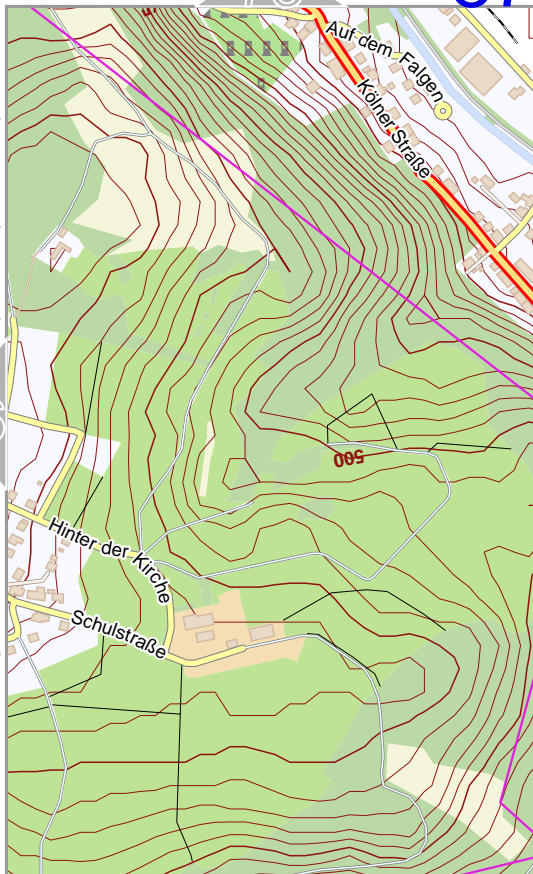 Auf dem Falgen
Kölner Straße
500
Hinter der Kirche
Schulstraße